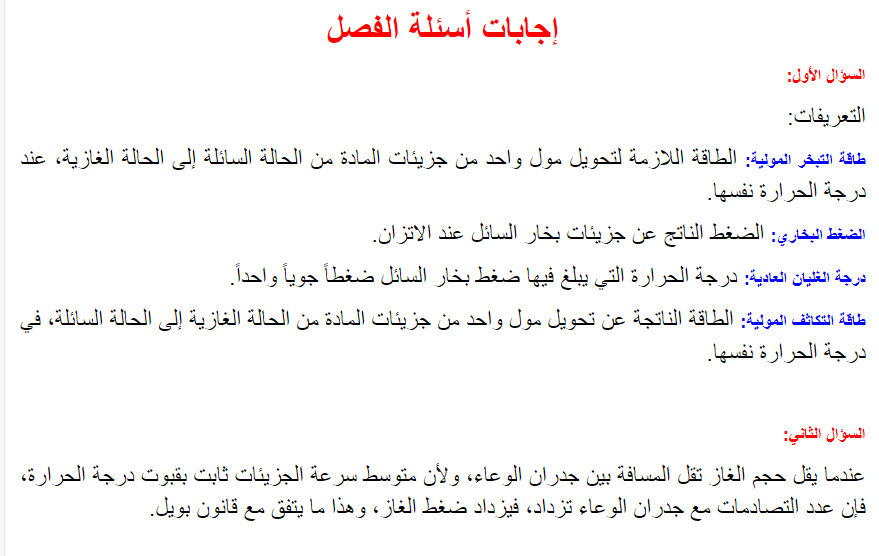 إجابات أسئلة الفصل
السؤال الأول:
التعريفات:
طاقة التبخر المولية: الطاقة اللازمة لتحويل مول واحد من جزيئات المادة من الحالة السائلة إلى الحالة الغازية، عند
درجة الحرارة نفسها.
الضغط البخاري: الضغط الناتج عن جزيئات بخار السائل عند الاتزان.
درجة الغليان العادية: درجة الحرارة التي يبلغ فيها ضغط بخار السائل ضغطاً جوياً واحداً.
طاقة التكاثف المولية: الطاقة الناتجة عن تحويل مول واحد من جزيئات المادة من الحالة الغازية إلى الحالة السائلة، في
درجة الحرارة نفسها.
السؤال الثاني:
عندما يقل حجم الغاز تقل المسافة بين جدران الوعاء، ولأن متوسط سرعة الجزيئات ثابت بقبوت درجة الحرارة،
فإن عدد التصادمات مع جدران الوعاء تزداد، فيزداد ضغط الغاز، وهذا ما يتفق مع قانون بويل.